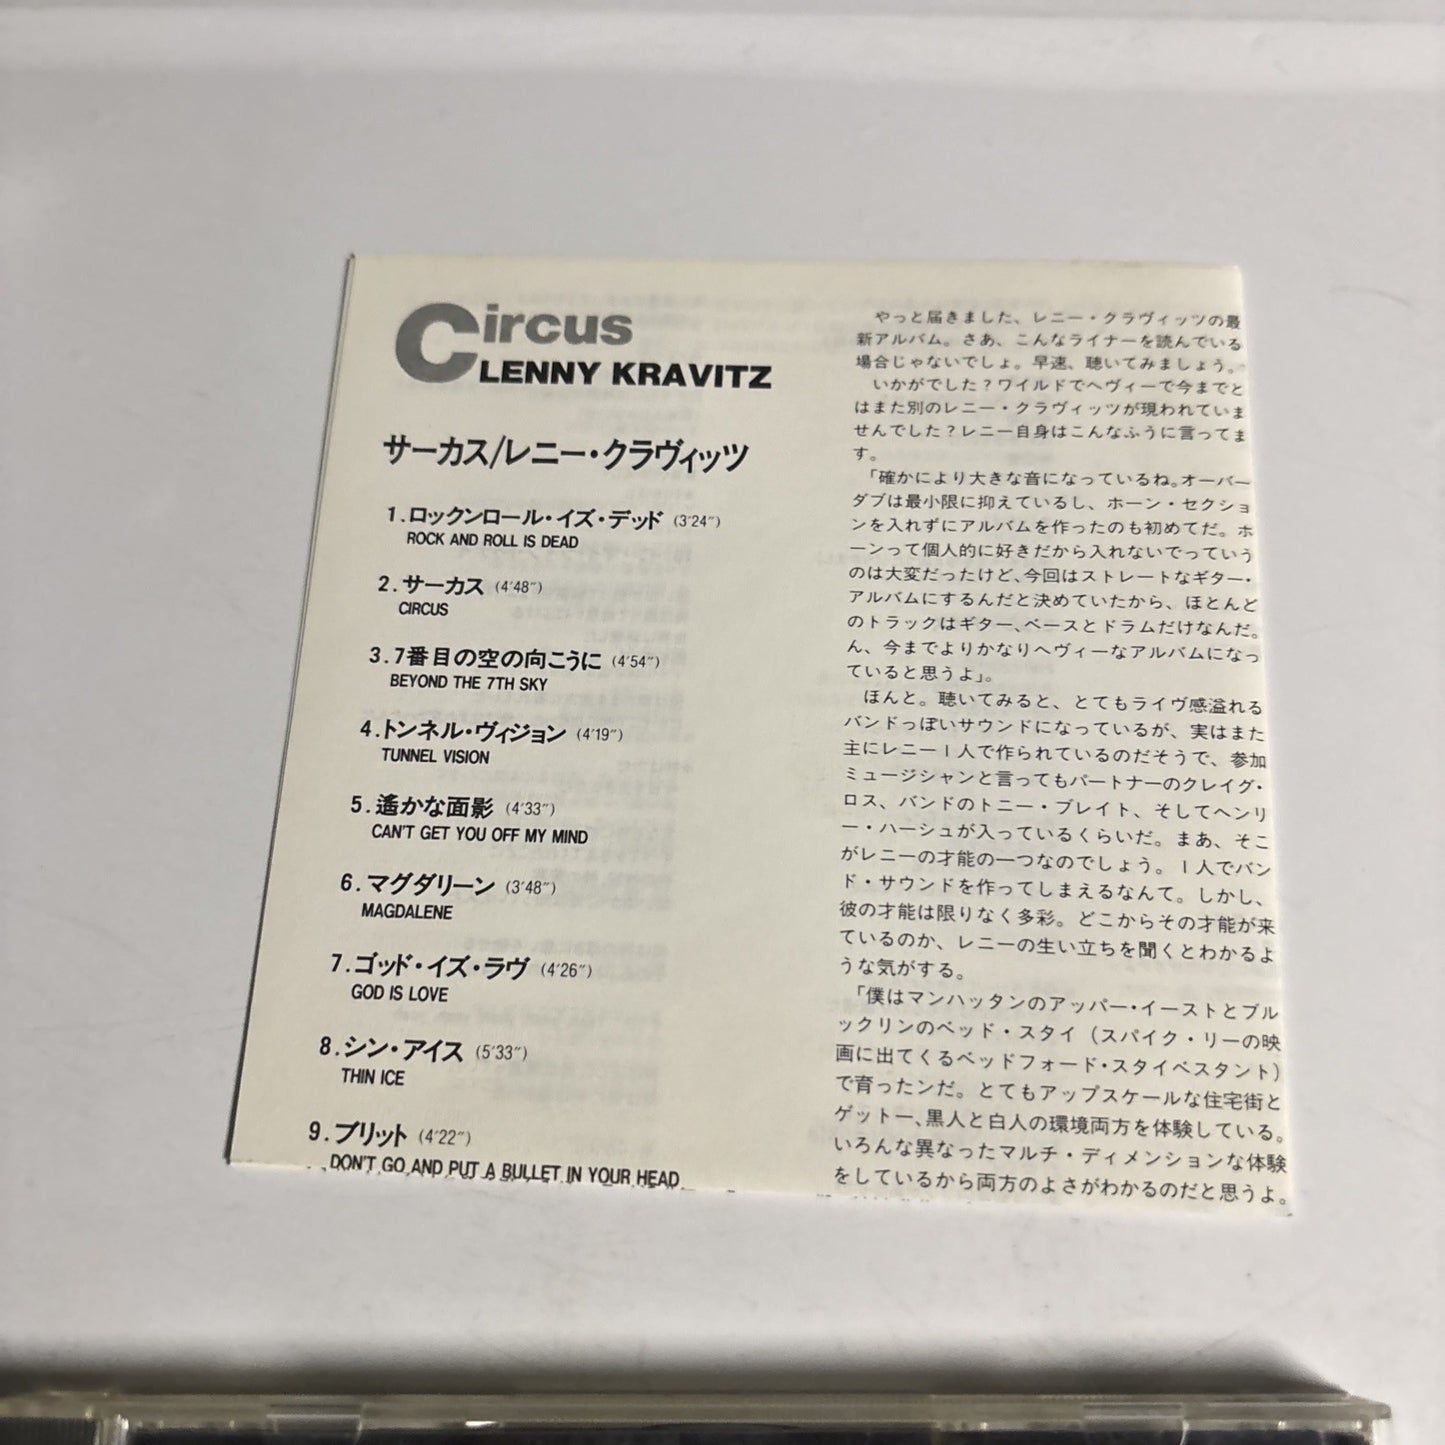 Circus
LENNY KRAVITZ
サーカス/レニー・クラヴィッツ
1.ロックンロール・イズ・デッド (3'24")
ROCK AND ROLL IS DEAD
2.サーカス (4'48")
CIRCUS
3.7番目の空の向こうに (4'54")
BEYOND THE 7TH SKY
4.トンネル・ヴィジョン (4'19")
TUNNEL VISION
5.遙かな面影 (4'33")
CAN'T GET YOU OFF MY MIND
6.マグダリーン (3'48")
MAGDALENE
7.ゴッド・イズ・ラヴ (4'26")
GOD IS LOVE
8.シン・アイス (5'33")
THIN ICE
9.ブリット (4'22")
DON'T GO AND PUT A BULLET IN YOUR HEAD
やっと届きました、レニー・クラヴィッツの最
新アルバム。さあ、こんなライナーを読んでいる
場合じゃないでしょ。早速、聴いてみましょう。
いかがでした?ワイルドでヘヴィーで今までと
はまた別のレニー・クラヴィッツが現われていま
せんでした?レニー自身はこんなふうに言ってま
す。
「確かにより大きな音になっているね。オーバー
ダブは最小限に抑えているし、ホーン・セクショ
ンを入れずにアルバムを作ったのも初めてだ。ホ
ーンって個人的に好きだから入れないでっていう
のは大変だったけど、今回はストレートなギター・
アルバムにするんだと決めていたから、ほとんど
のトラックはギター、ベースとドラムだけなんだ。
ん、今までよりかなりヘヴィーなアルバムになっ
ていると思うよ」。
ほんと。聴いてみると、とてもライヴ感溢れる
バンドっぽいサウンドになっているが、実はまた
主にレニー1人で作られているのだそうで、参加
ミュージシャンと言ってもパートナーのクレイグ・
ロス、バンドのトニー・ブレイト、そしてヘンリ
ー・ハーシュが入っているくらいだ。まあ、そこ
がレニーの才能の一つなのでしょう。1人でバン
ド・サウンドを作ってしまえるなんて。しかし、
彼の才能は限りなく多彩。どこからその才能が来
ているのか、レニーの生い立ちを聞くとわかるよ
うな気がする。
「僕はマンハッタンのアッパー・イーストとブル
ックリンのベッド・スタイ(スパイク・リーの映
画に出てくるベッドフォード・スタイベスタント)
で育ったンだ。とてもアップスケールな住宅街と
ゲットー、黒人と白人の環境両方を体験している。
いろんな異なったマルチ・ディメンションな体験
をしているから両方のよさがわかるのだと思うよ。